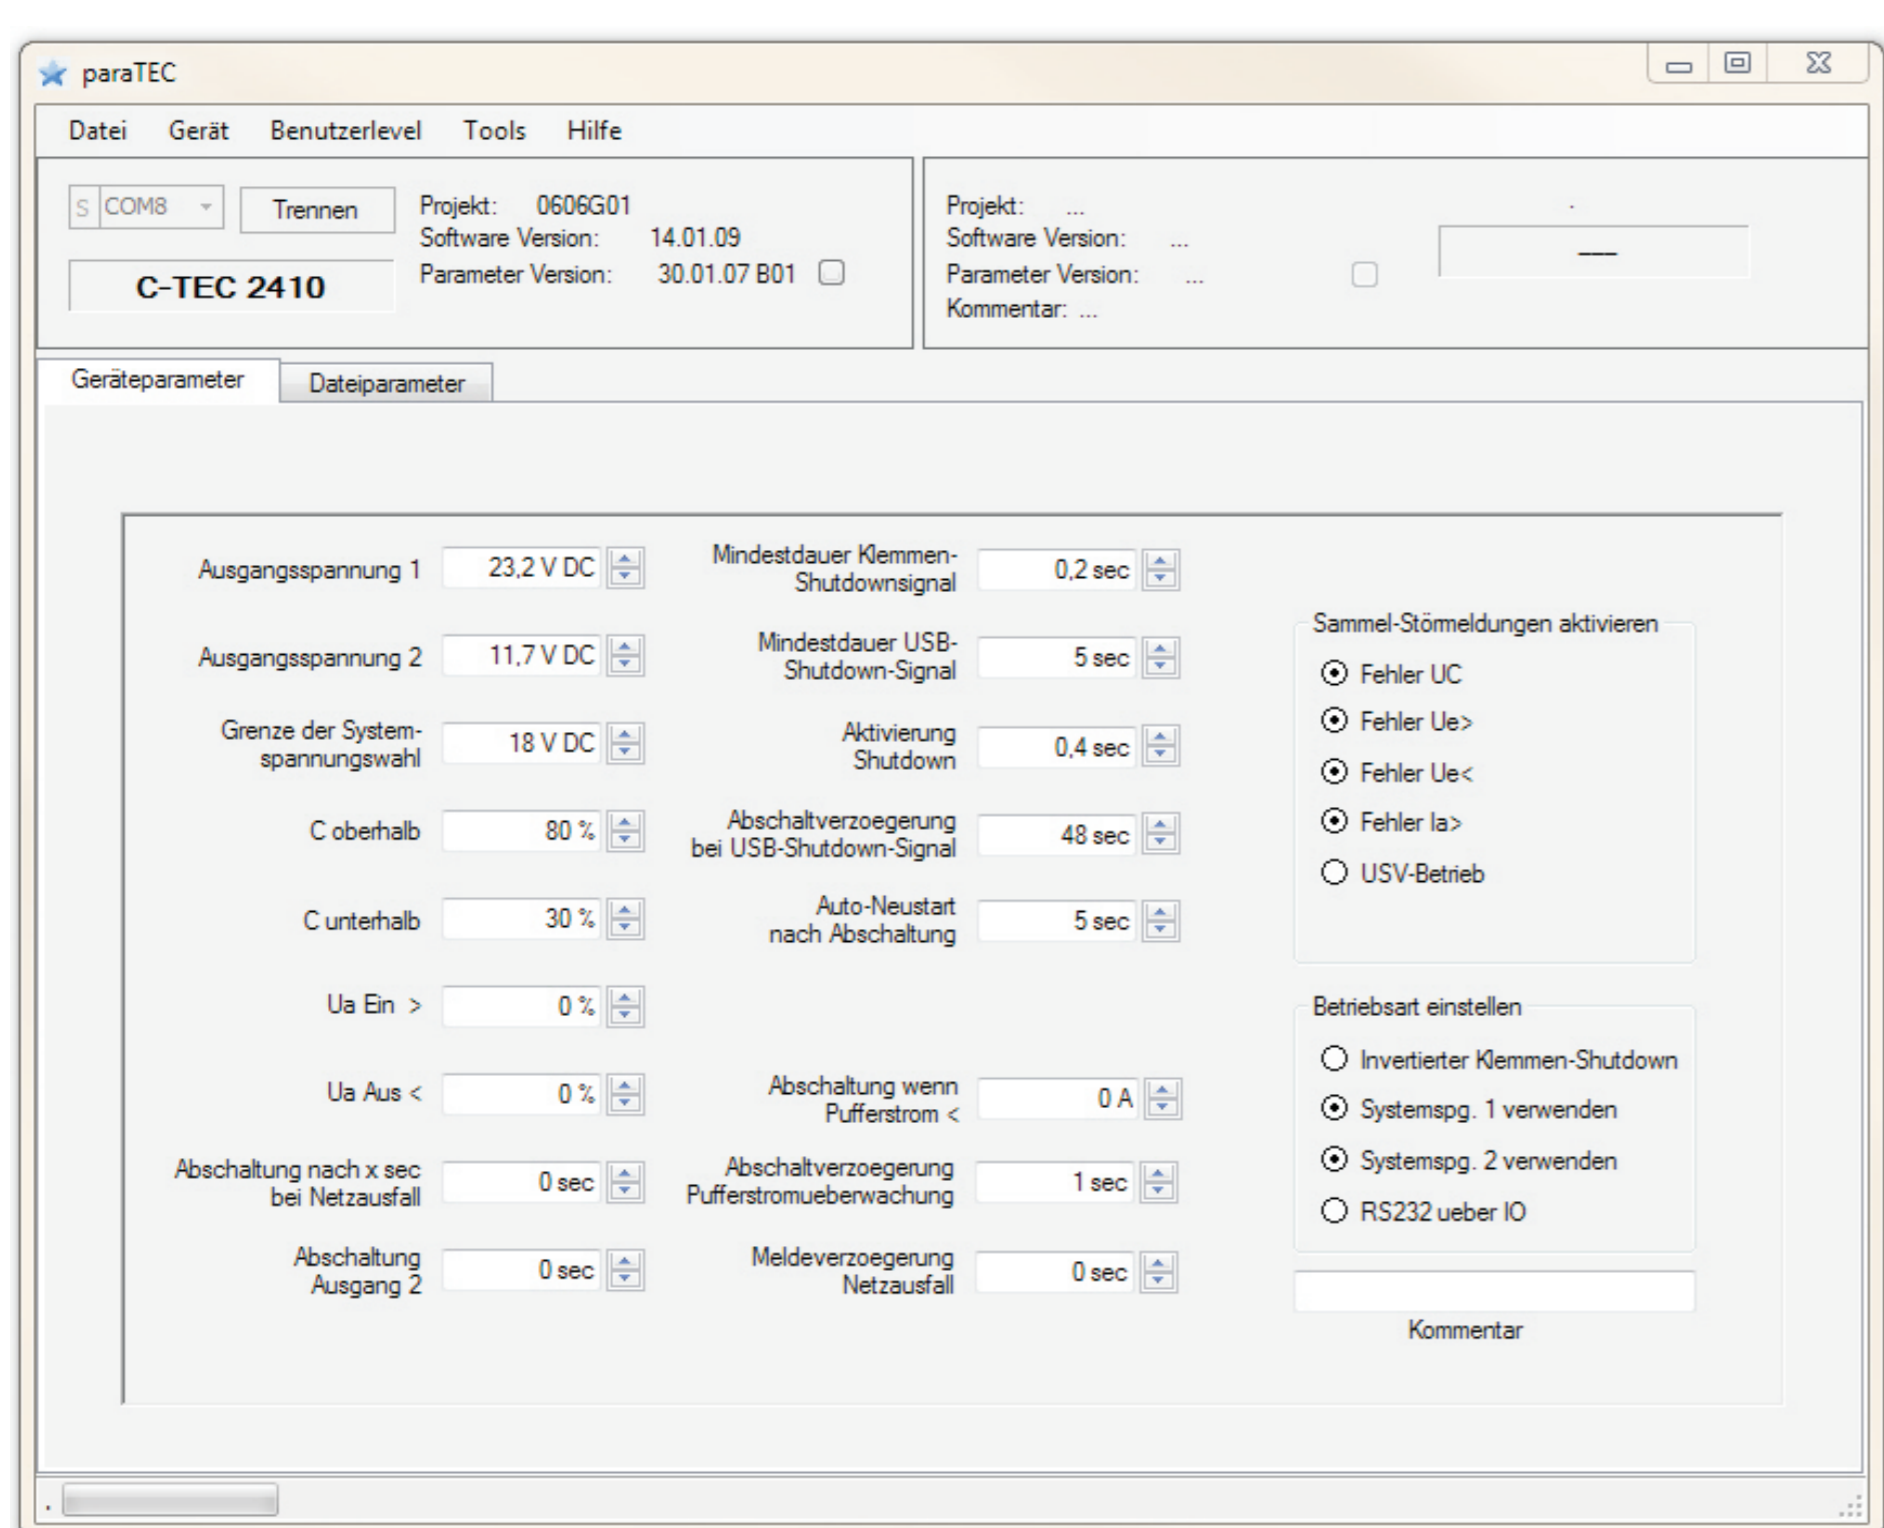 paraTEC
Datei Gerät Benutzerlevel Tools Hilfe
S COM8 Trennen
C-TEC 2410
Projekt: 0606G01
Software Version: 14.01.09
Parameter Version: 30.01.07 B01
Projekt: ...
Software Version: ...
Parameter Version: ...
Kommentar: ...
.
---
Geräteparameter Dateiparameter
Ausgangsspannung 1 23,2 V DC
Ausgangsspannung 2 11,7 V DC
Grenze der System-
spannungswahl 18 V DC
C oberhalb 80 %
C unterhalb 30 %
Ua Ein > 0 %
Ua Aus < 0 %
Abschaltung nach x sec
bei Netzausfall 0 sec
Abschaltung
Ausgang 2 0 sec
Mindestdauer Klemmen-
Shutdownsignal 0,2 sec
Mindestdauer USB-
Shutdown-Signal 5 sec
Aktivierung
Shutdown 0,4 sec
Abschaltverzoegerung
bei USB-Shutdown-Signal 48 sec
Auto-Neustart
nach Abschaltung 5 sec
Abschaltung wenn
Pufferstrom < 0 A
Abschaltverzoegerung
Pufferstromueberwachung 1 sec
Meldeverzoegerung
Netzausfall 0 sec
Sammel-Störmeldungen aktivieren
Fehler UC
Fehler Ue>
Fehler Ue<
Fehler Ia>
USV-Betrieb
Betriebsart einstellen
Invertierter Klemmen-Shutdown
Systemspg. 1 verwenden
Systemspg. 2 verwenden
RS232 ueber IO
Kommentar
.